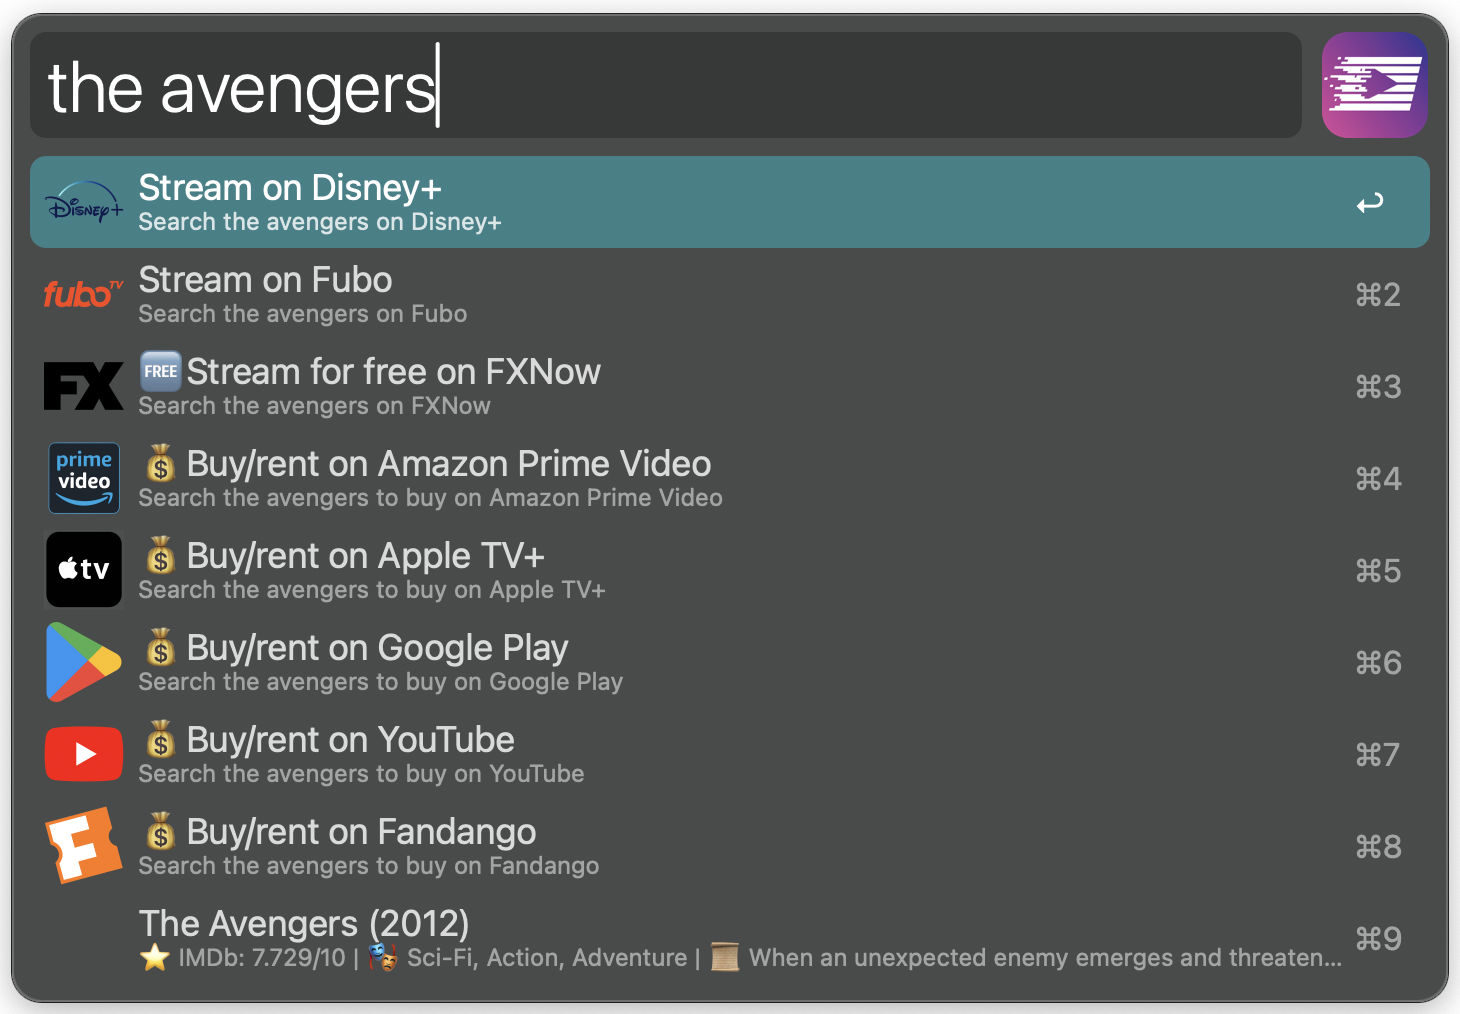 the avengers
Disney+
Stream on Disney+
Search the avengers on Disney+
fuboTV
Stream on Fubo
Search the avengers on Fubo
⌘2
FX
🆓 Stream for free on FXNow
Search the avengers on FXNow
⌘3
prime
video
💰 Buy/rent on Amazon Prime Video
Search the avengers to buy on Amazon Prime Video
⌘4
tv
💰 Buy/rent on Apple TV+
Search the avengers to buy on Apple TV+
⌘5
💰 Buy/rent on Google Play
Search the avengers to buy on Google Play
⌘6
💰 Buy/rent on YouTube
Search the avengers to buy on YouTube
⌘7
F
💰 Buy/rent on Fandango
Search the avengers to buy on Fandango
⌘8
The Avengers (2012)
⭐ IMDb: 7.729/10 | 🎭 Sci-Fi, Action, Adventure | 📜 When an unexpected enemy emerges and threaten...
⌘9